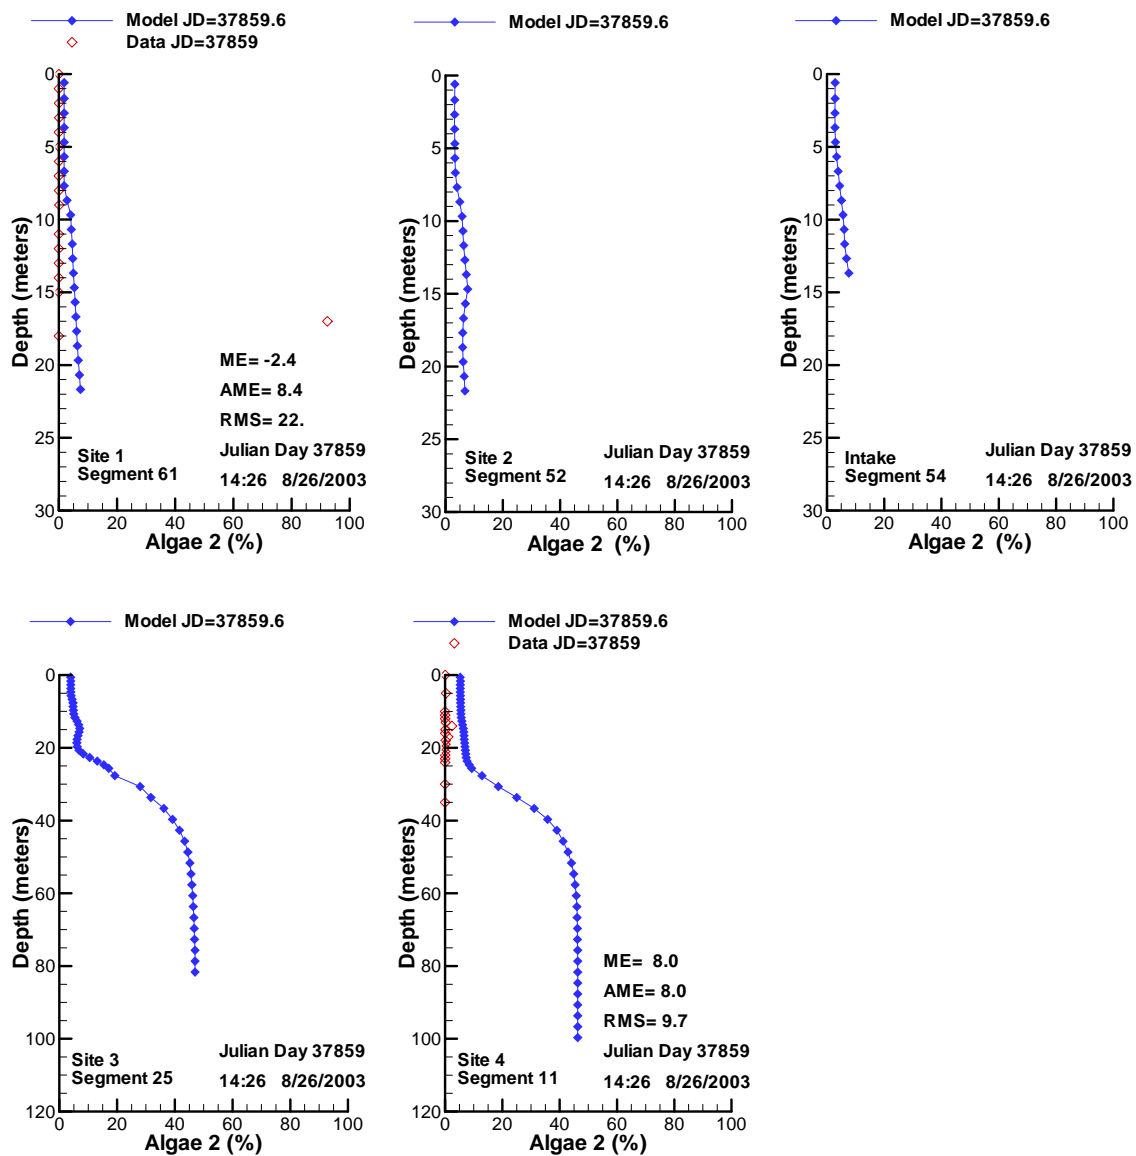 Model JD=37859.6
Data JD=37859
0
5
10
15
20
25
30
Depth (meters)
ME= -2.4
AME= 8.4
RMS= 22.
Site 1
Segment 61
Julian Day 37859
14:26 8/26/2003
0 20 40 60 80 100
Algae 2 (%)
Model JD=37859.6
0
5
10
15
20
25
30
Depth (meters)
Site 2
Segment 52
Julian Day 37859
14:26 8/26/2003
0 20 40 60 80 100
Algae 2 (%)
Model JD=37859.6
0
5
10
15
20
25
30
Depth (meters)
Intake
Segment 54
Julian Day 37859
14:26 8/26/2003
0 20 40 60 80 100
Algae 2 (%)
Model JD=37859.6
0
20
40
60
80
100
120
Depth (meters)
Site 3
Segment 25
Julian Day 37859
14:26 8/26/2003
0 20 40 60 80 100
Algae 2 (%)
Model JD=37859.6
Data JD=37859
0
20
40
60
80
100
120
Depth (meters)
ME= 8.0
AME= 8.0
RMS= 9.7
Site 4
Segment 11
Julian Day 37859
14:26 8/26/2003
0 20 40 60 80 100
Algae 2 (%)